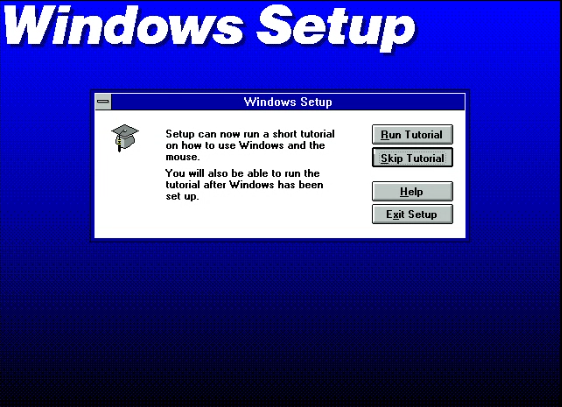 Windows Setup
Windows Setup
Setup can now run a short tutorial
on how to use Windows and the
mouse.
You will also be able to run the
tutorial after Windows has been
set up.
Run Tutorial
Skip Tutorial
Help
Exit Setup